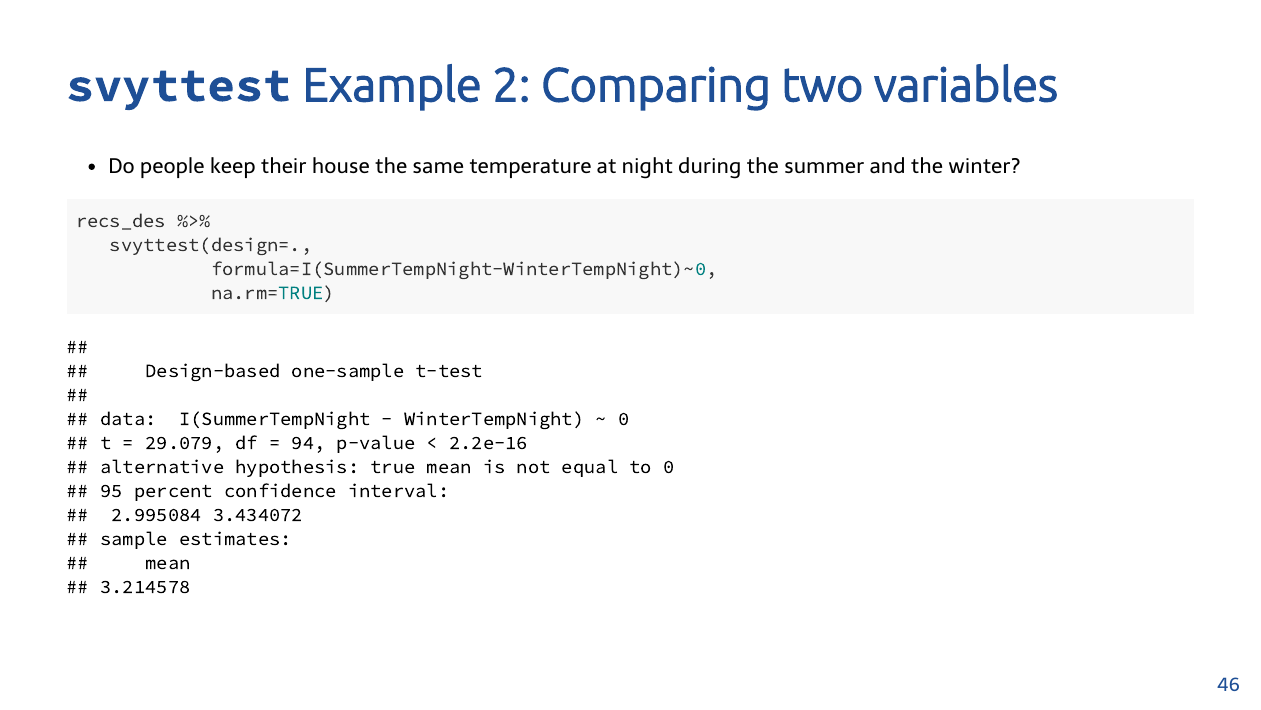 svyttest Example 2: Comparing two variables
• Do people keep their house the same temperature at night during the summer and the winter?
recs_des %>%
   svyttest(design=.,
            formula=I(SummerTempNight-WinterTempNight)~0,
            na.rm=TRUE)
##
##     Design-based one-sample t-test
##
## data:  I(SummerTempNight - WinterTempNight) ~ 0
## t = 29.079, df = 94, p-value < 2.2e-16
## alternative hypothesis: true mean is not equal to 0
## 95 percent confidence interval:
##  2.995084 3.434072
## sample estimates:
##     mean
## 3.214578
46